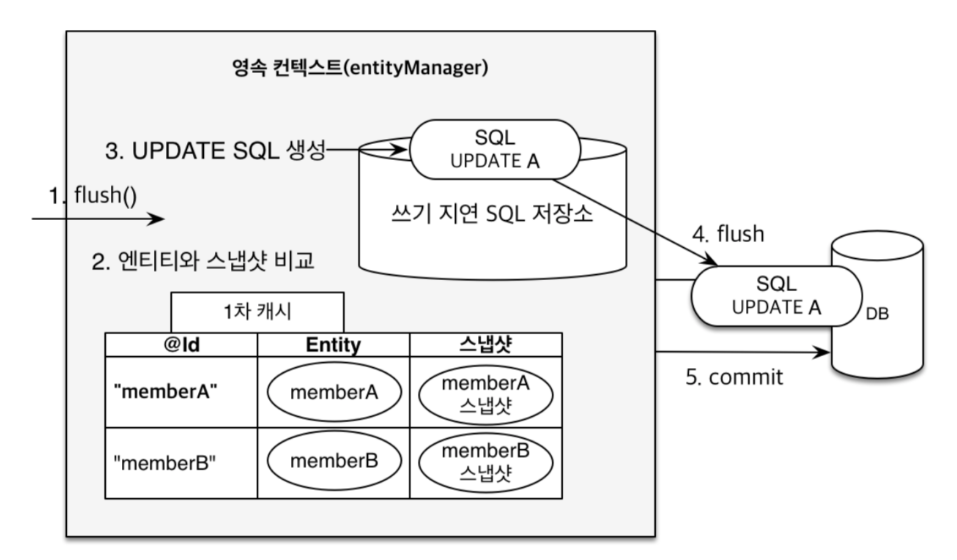 영속 컨텍스트(entityManager)
3. UPDATE SQL 생성
SQL
UPDATE A
1. flush()
쓰기 지연 SQL 저장소
4. flush
2. 엔티티와 스냅샷 비교
SQL
UPDATE A
DB
1차 캐시
@Id Entity 스냅샷
5. commit
"memberA" memberA memberA
스냅샷
"memberB" memberB memberB
스냅샷